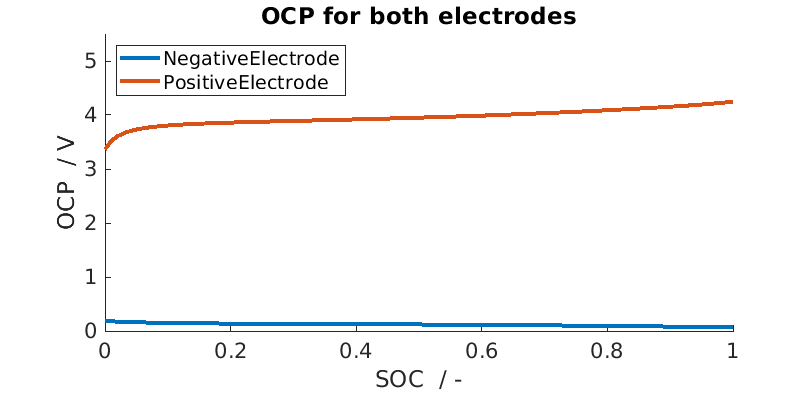 OCP for both electrodes
NegativeElectrode
PositiveElectrode
OCP / V
5
4
3
2
1
0
0 0.2 0.4 0.6 0.8 1
SOC / -